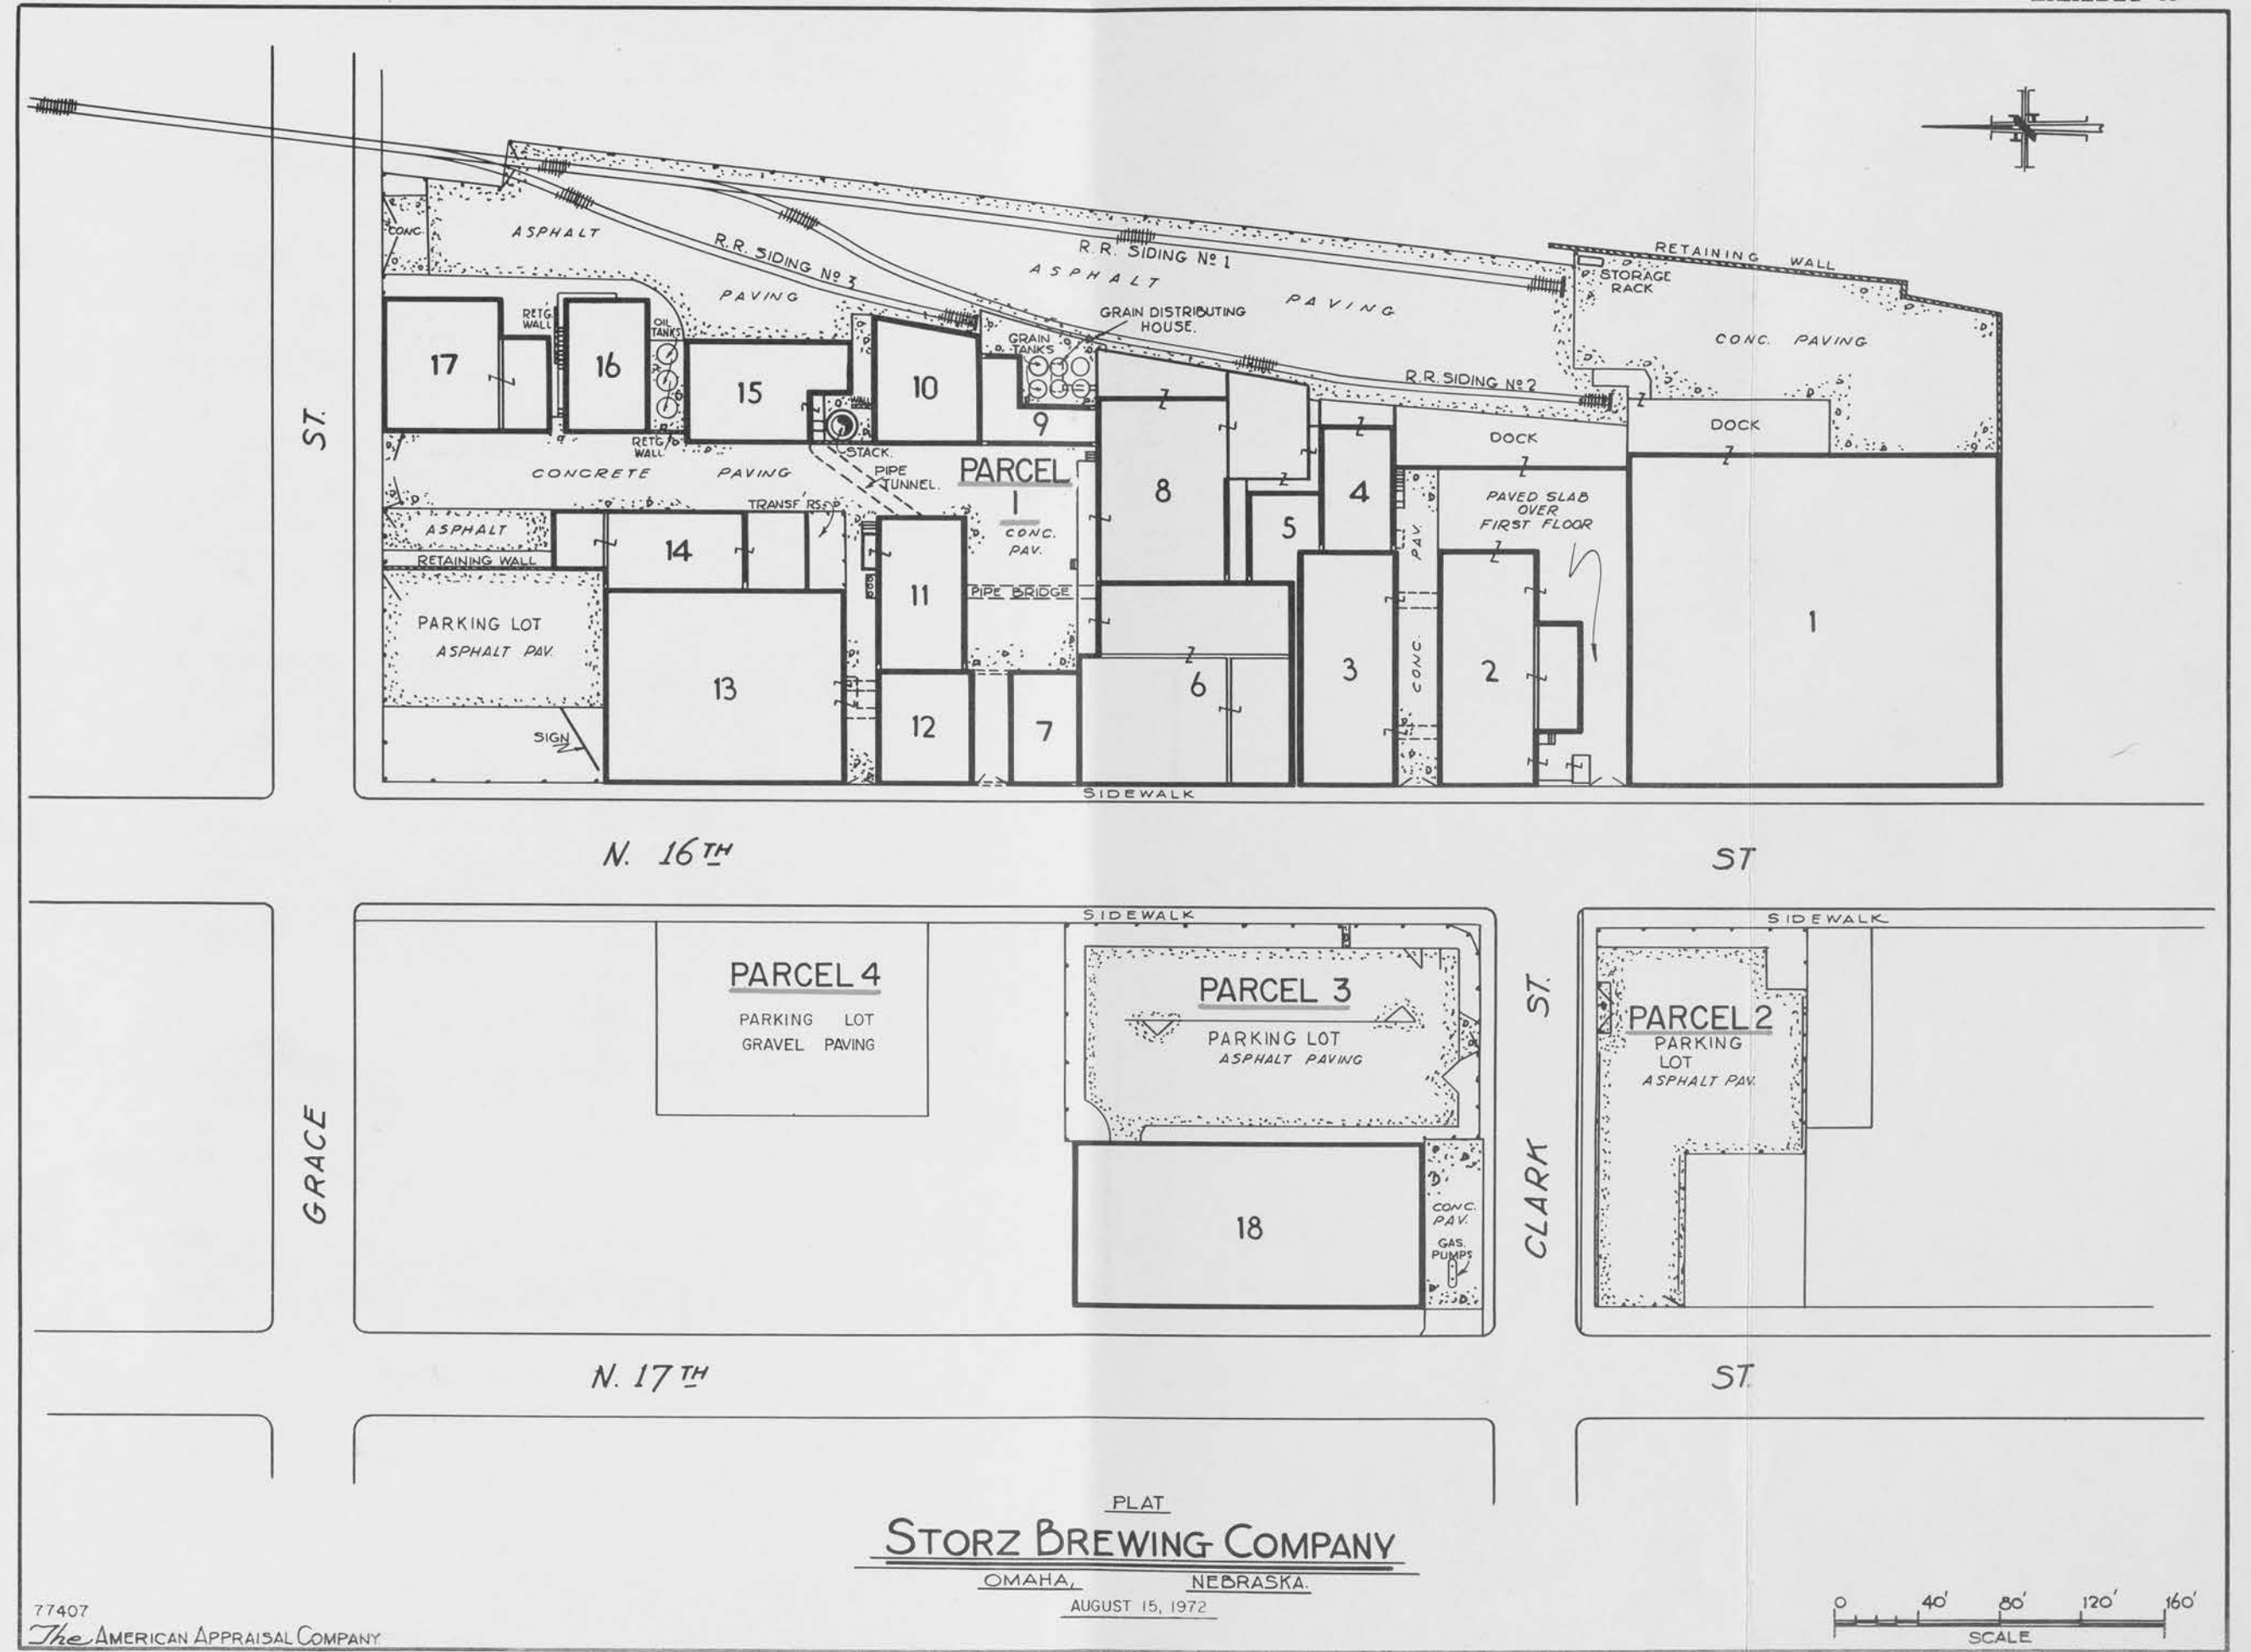 RETAINING WALL
STORAGE
RACK
CONC.
ASPHALT
PAVING
R.R. SIDING Nº 3
R.R. SIDING Nº 1
ASPHALT
PAVING
CONC. PAVING
GRAIN DISTRIBUTING
HOUSE.
GRAIN
TANKS
R.R. SIDING Nº 2
RETG.
WALL
OIL
TANKS
17
16
15
10
9
DOCK
DOCK
ST.
RETG.
WALL
STACK.
CONCRETE PAVING
PIPE
TUNNEL.
PARCEL
1
CONC.
PAV.
8
4
5
PAVED SLAB
OVER
FIRST FLOOR
TRANSF'RS.
ASPHALT
RETAINING WALL
14
11
PIPE BRIDGE
CONC. PAV.
1
PARKING LOT
ASPHALT PAV.
13
6
3
2
SIGN
12
7
SIDEWALK
N. 16TH ST
SIDEWALK
SIDEWALK
PARCEL 4
PARKING LOT
GRAVEL PAVING
PARCEL 3
PARKING LOT
ASPHALT PAVING
PARCEL 2
PARKING
LOT
ASPHALT PAV.
GRACE
CLARK ST.
18
CONC.
PAV.
GAS.
PUMPS
N. 17TH ST.
PLAT
STORZ BREWING COMPANY
OMAHA, NEBRASKA.
AUGUST 15, 1972
77407
The AMERICAN APPRAISAL COMPANY
0 40' 80' 120' 160'
SCALE